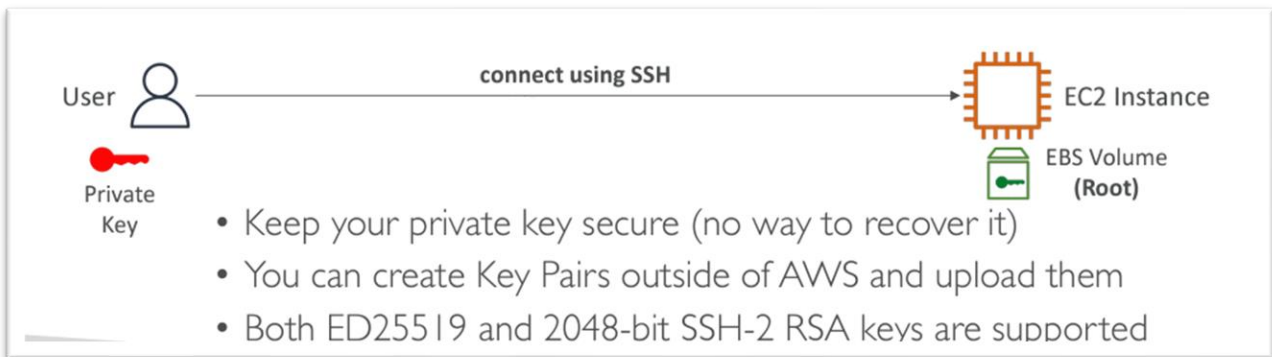 connect using SSH
User
EC2 Instance
EBS Volume
(Root)
Private
Key
• Keep your private key secure (no way to recover it)
• You can create Key Pairs outside of AWS and upload them
• Both ED25519 and 2048-bit SSH-2 RSA keys are supported